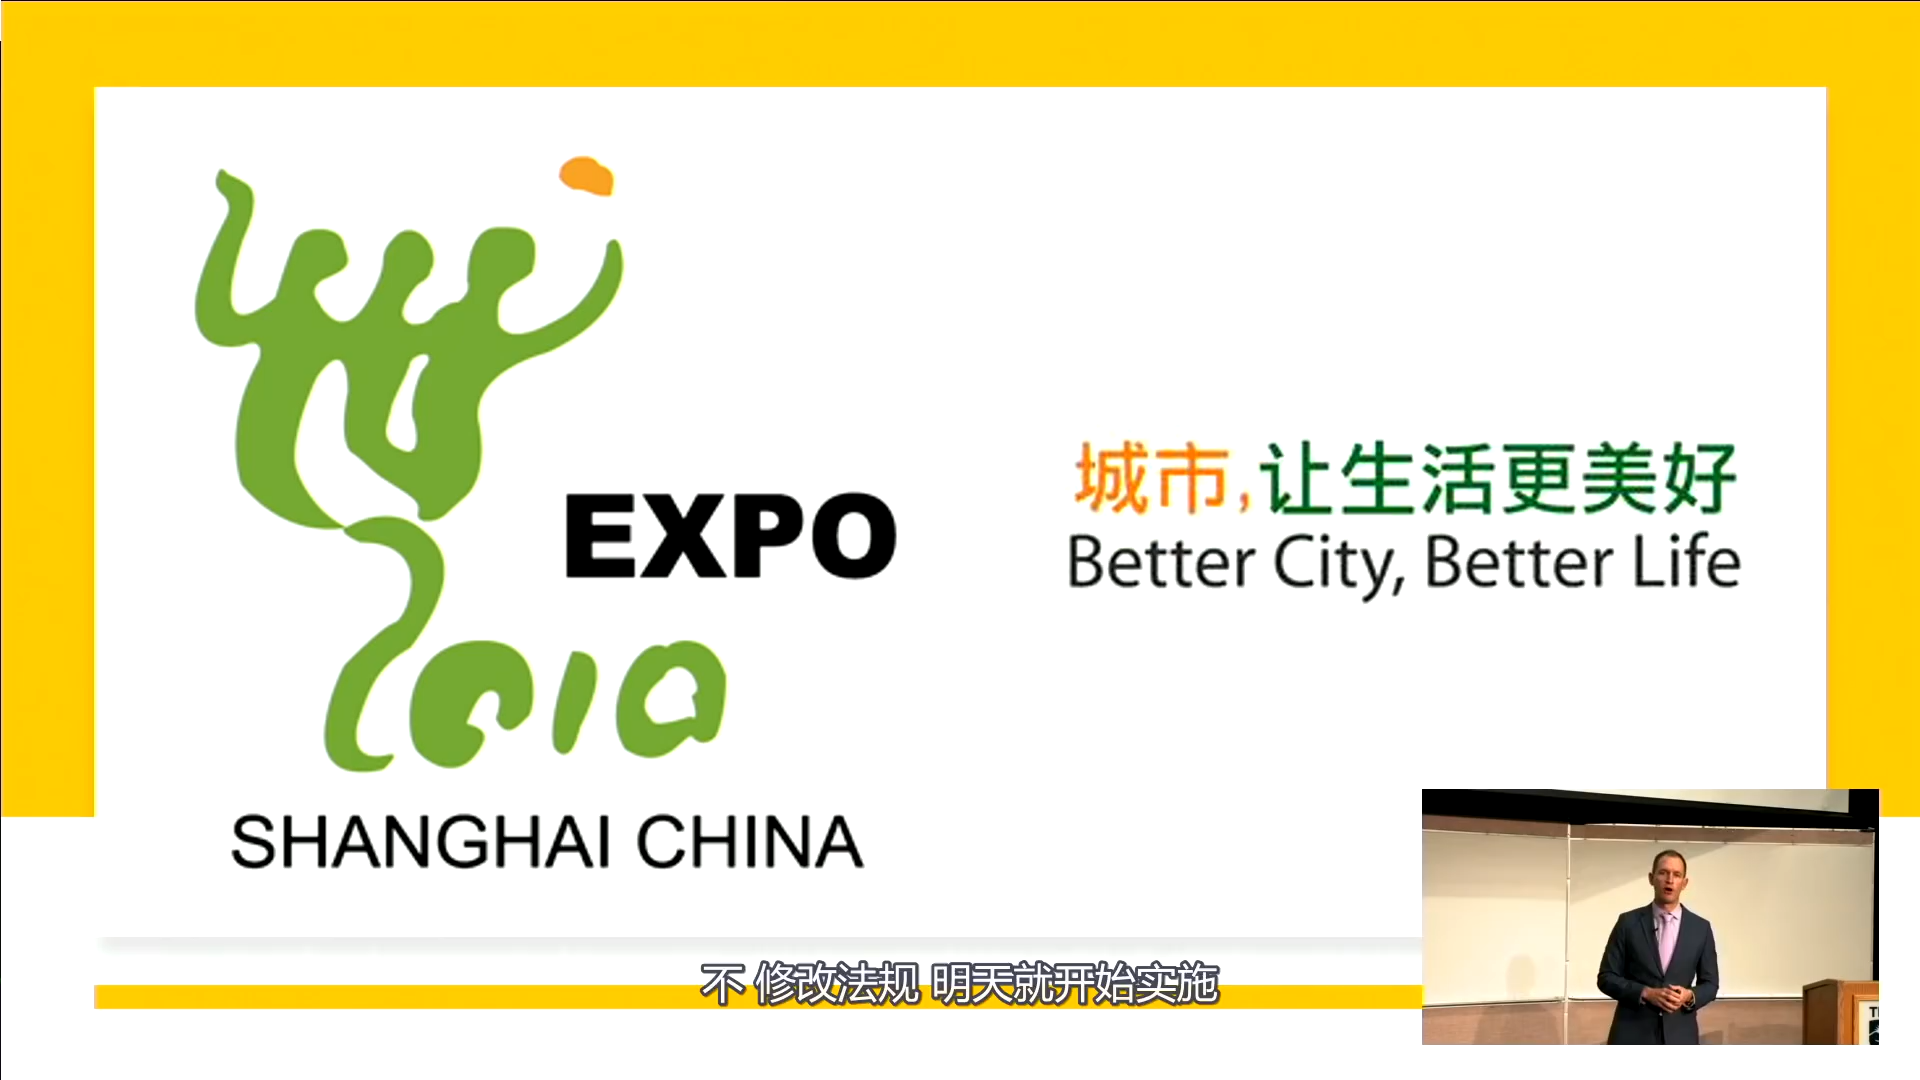 EXPO
2010
SHANGHAI CHINA
城市,让生活更美好
Better City, Better Life
不 修改法规 明天就开始实施